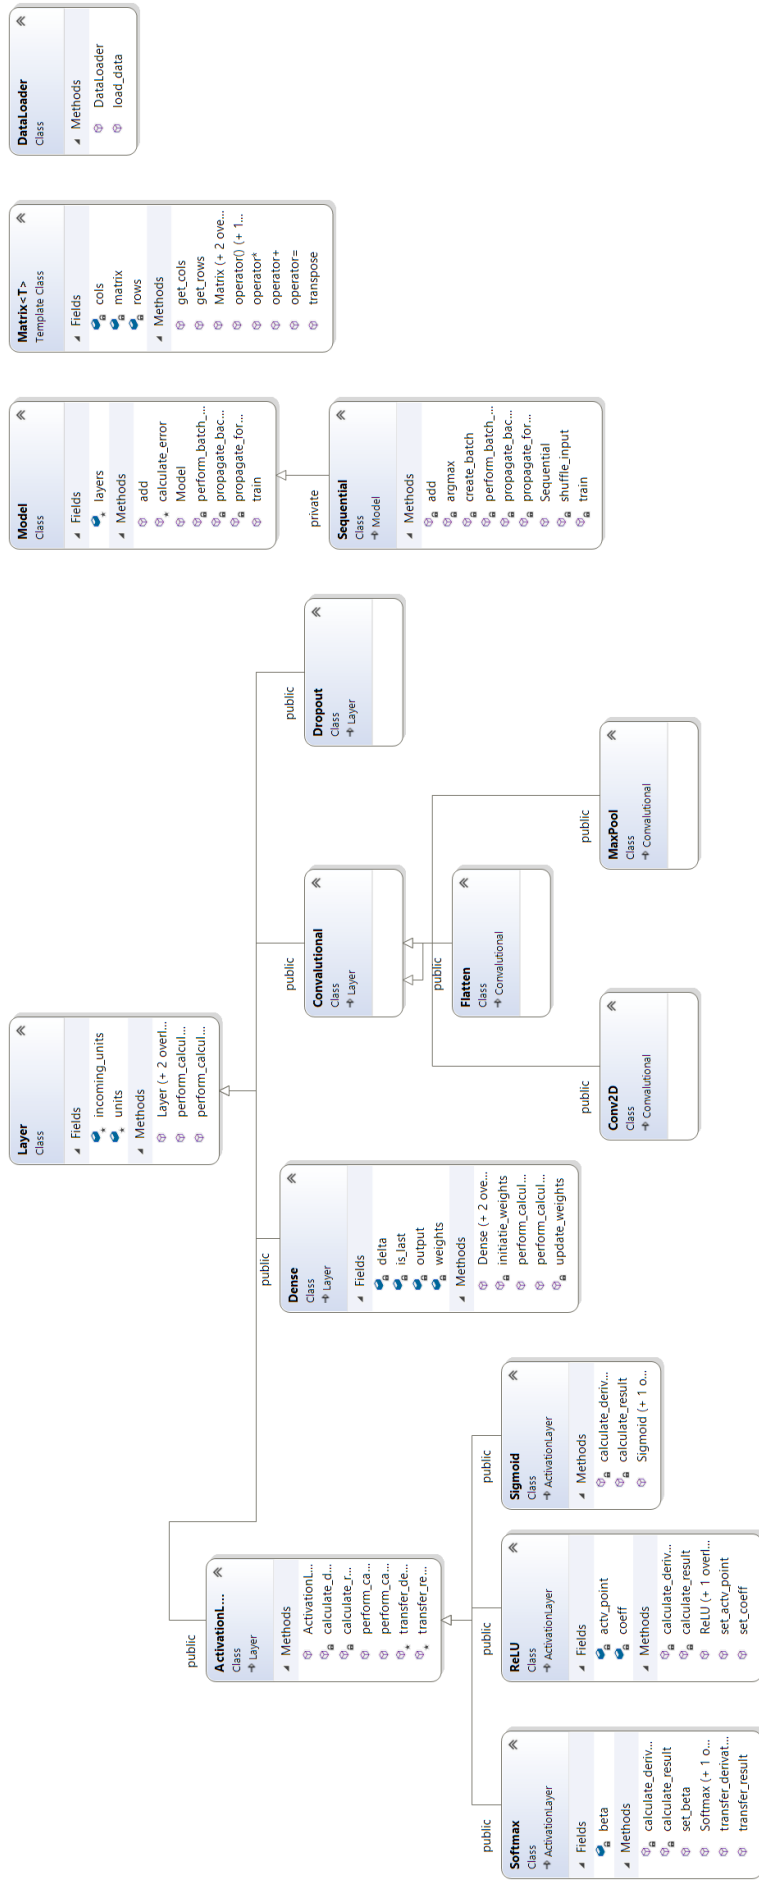 Layer
Class
Fields
incoming_units
units
Methods
Layer (+ 2 overl...
perform_calcul...
perform_calcul...
Model
Class
Fields
layers
Methods
add
calculate_error
Model
perform_batch_...
propagate_bac...
propagate_for...
train
Matrix<T>
Template Class
Fields
cols
matrix
rows
Methods
get_cols
get_rows
Matrix (+ 2 ove...
operator() (+ 1...
operator*
operator+
operator=
transpose
DataLoader
Class
Methods
DataLoader
load_data
public
ActivationL...
Class
Layer
Methods
ActivationL...
calculate_d...
calculate_r...
perform_ca...
perform_ca...
transfer_de...
transfer_re...
public
Dense
Class
Layer
Fields
delta
is_last
output
weights
Methods
Dense (+ 2 ove...
initiatie_weights
perform_calcul...
perform_calcul...
update_weights
public
Convalutional
Class
Layer
public
Dropout
Class
Layer
private
Sequential
Class
Model
Methods
add
argmax
create_batch
perform_batch_...
propagate_bac...
propagate_for...
Sequential
shuffle_input
train
public
Flatten
Class
Convalutional
public
Softmax
Class
ActivationLayer
Fields
beta
Methods
calculate_deriv...
calculate_result
set_beta
Softmax (+ 1 o...
transfer_derivat...
transfer_result
public
ReLU
Class
ActivationLayer
Fields
actv_point
coeff
Methods
calculate_deriv...
calculate_result
ReLU (+ 1 overl...
set_actv_point
set_coeff
public
Sigmoid
Class
ActivationLayer
Methods
calculate_deriv...
calculate_result
Sigmoid (+ 1 o...
public
Conv2D
Class
Convalutional
public
MaxPool
Class
Convalutional